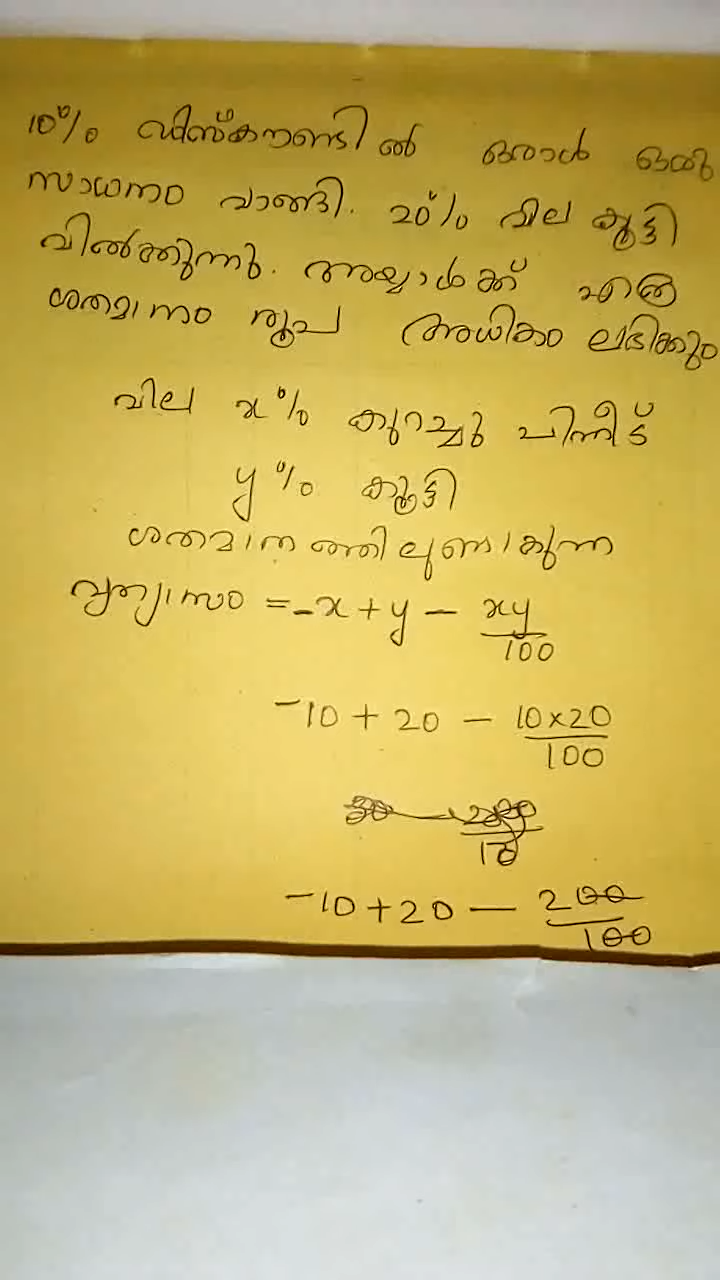 10% ഡിസ്കൗണ്ടിൽ ഒരാൾ ഒരു
സാധനം വാങ്ങി. 20% വില കൂട്ടി
വിൽക്കുന്നു. അയാൾക്ക് എത്ര
ശതമാനം രൂപ അധികം ലഭിക്കും
വില x% കുറച്ചു പിന്നീട്
y% കൂട്ടി
ശതമാനത്തിലുണ്ടാകുന്ന
വ്യത്യാസം = -x + y - xy/100
-10 + 20 - 10×20/100
-10 + 20 - 200/100